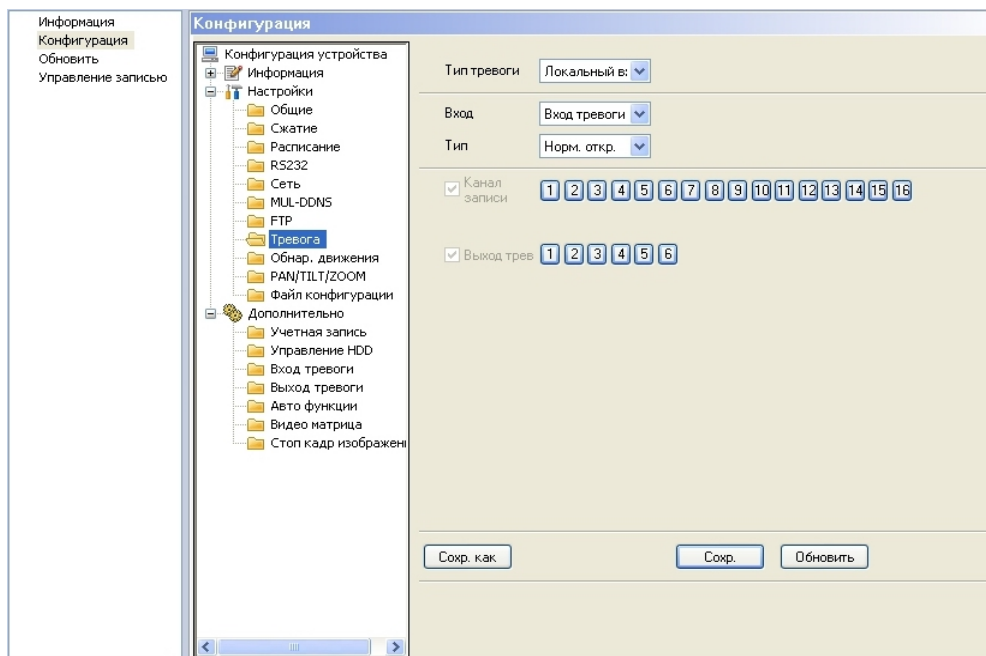 Информация
Конфигурация
Обновить
Управление записью
Конфигурация
Конфигурация устройства
Информация
Настройки
Общие
Сжатие
Расписание
RS232
Сеть
MUL-DDNS
FTP
Тревога
Обнар. движения
PAN/TILT/ZOOM
Файл конфигурации
Дополнительно
Учетная запись
Управление HDD
Вход тревоги
Выход тревоги
Авто функции
Видео матрица
Стоп кадр изображен
Тип тревоги Локальный в:
Вход Вход тревоги
Тип Норм. откр.
Канал записи 1 2 3 4 5 6 7 8 9 10 11 12 13 14 15 16
Выход трев 1 2 3 4 5 6
Сохр. как Сохр. Обновить